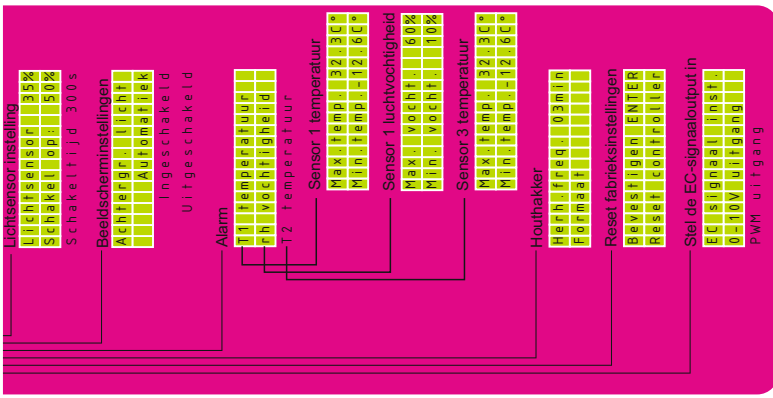 Lichtsensor instelling
Lichtsensor 35%
Schakel op: 50%
Schakeltijd 300s
Beeldscherminstellingen
Achtergr. licht
Automatiek
Ingeschakeld
Uitgeschakeld
Alarm
T1 temperatuur
rh vochtigheid
T2 temperatuur
Sensor 1 temperatuur
Max.temp. 32.3C°
Min.temp.-12.6C°
Sensor 1 luchtvochtigheid
Max. vocht. 60%
Min. vocht. 10%
Sensor 3 temperatuur
Max.temp. 32.3C°
Min.temp.-12.6C°
Houthakker
Herh.freq. 03min
Formaat
Reset fabrieksinstellingen
Bevestigen ENTER
Reset controller
Stel de EC-signaaloutput in
EC signaal inst.
0-10V uitgang
PWM uitgang